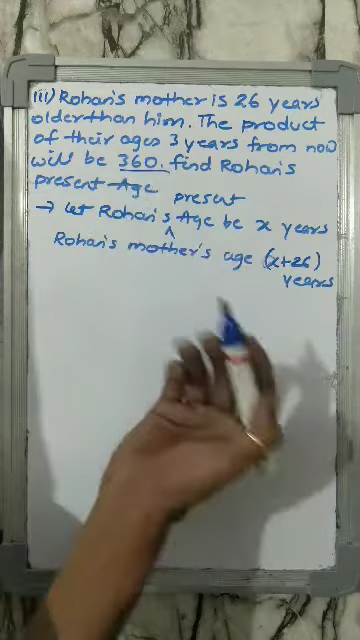 iii) Rohan's mother is 26 years
older than him. The product
of their ages 3 years from now
will be 360. find Rohan's
present Age
present
→ let Rohan's ^ Age be x years
Rohan's mother's age (x+26)
years